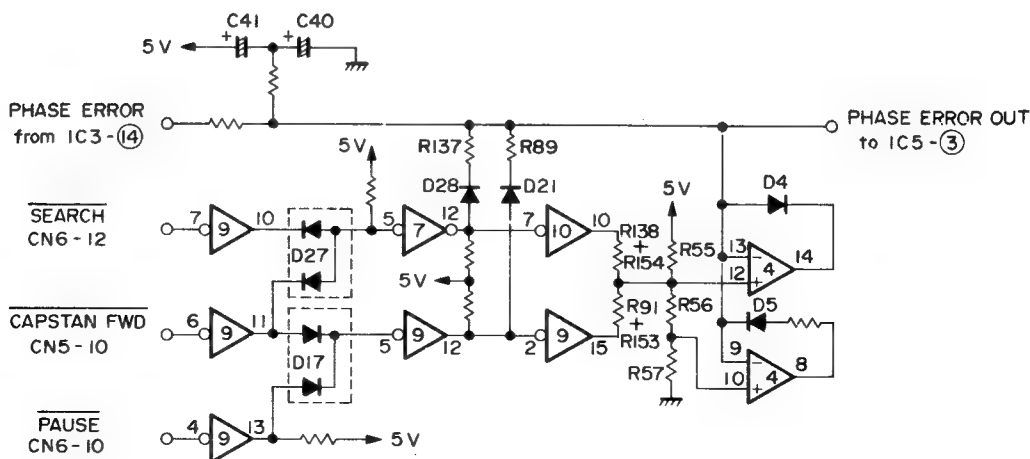 C41
C40
+
+
5V
PHASE ERROR
from IC3-⑭
PHASE ERROR OUT
to IC5-③
5V
R137
R89
D28
D21
D4
SEARCH
CN6-12
7
9
10
D27
5
7
12
7
10
10
R138
+
R154
5V
R55
13
−
12
+
4
14
5V
CAPSTAN FWD
CN5-10
6
9
11
D17
5
9
12
2
9
15
R91
+
R153
R56
D5
R57
9
−
10
+
4
8
PAUSE
CN6-10
4
9
13
5V